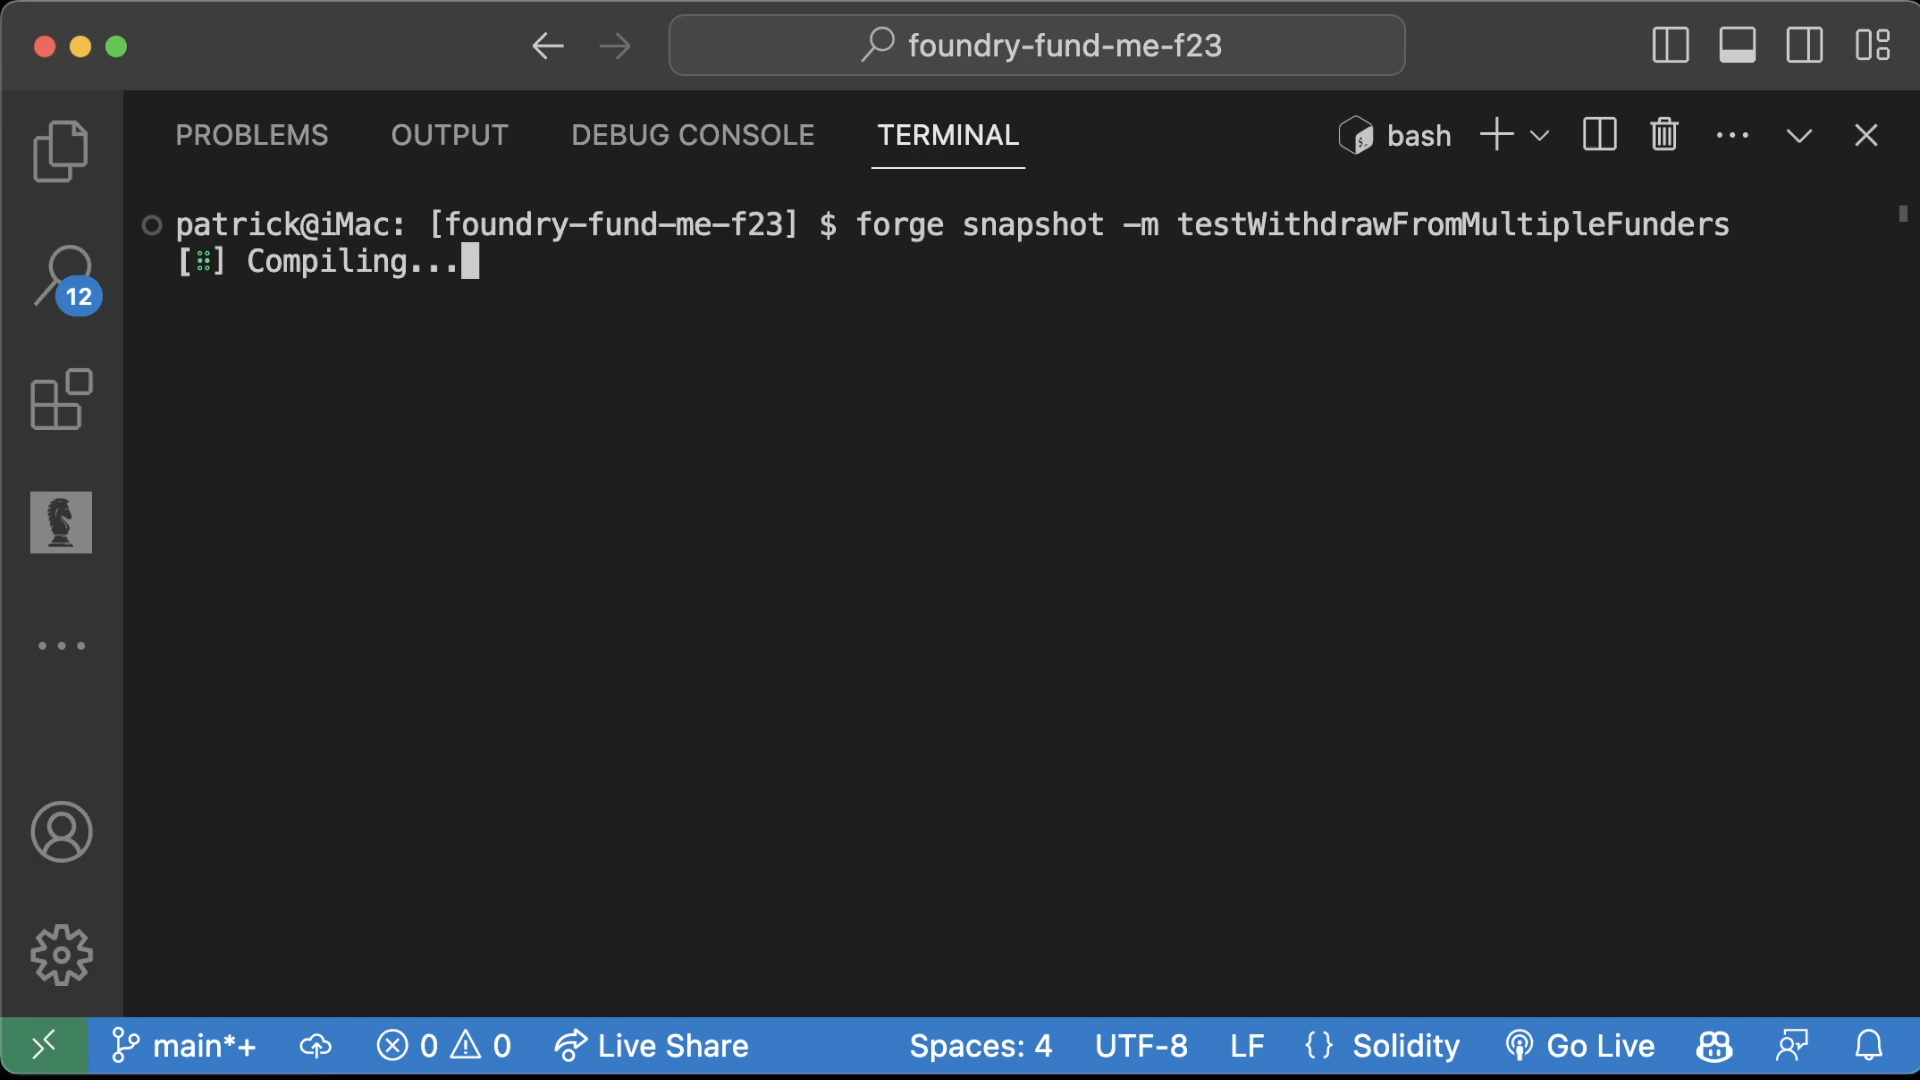 foundry-fund-me-f23
PROBLEMS OUTPUT DEBUG CONSOLE TERMINAL bash
patrick@iMac: [foundry-fund-me-f23] $ forge snapshot -m testWithdrawFromMultipleFunders
[⠿] Compiling...
12
main*+ 0 0 Live Share Spaces: 4 UTF-8 LF {} Solidity Go Live